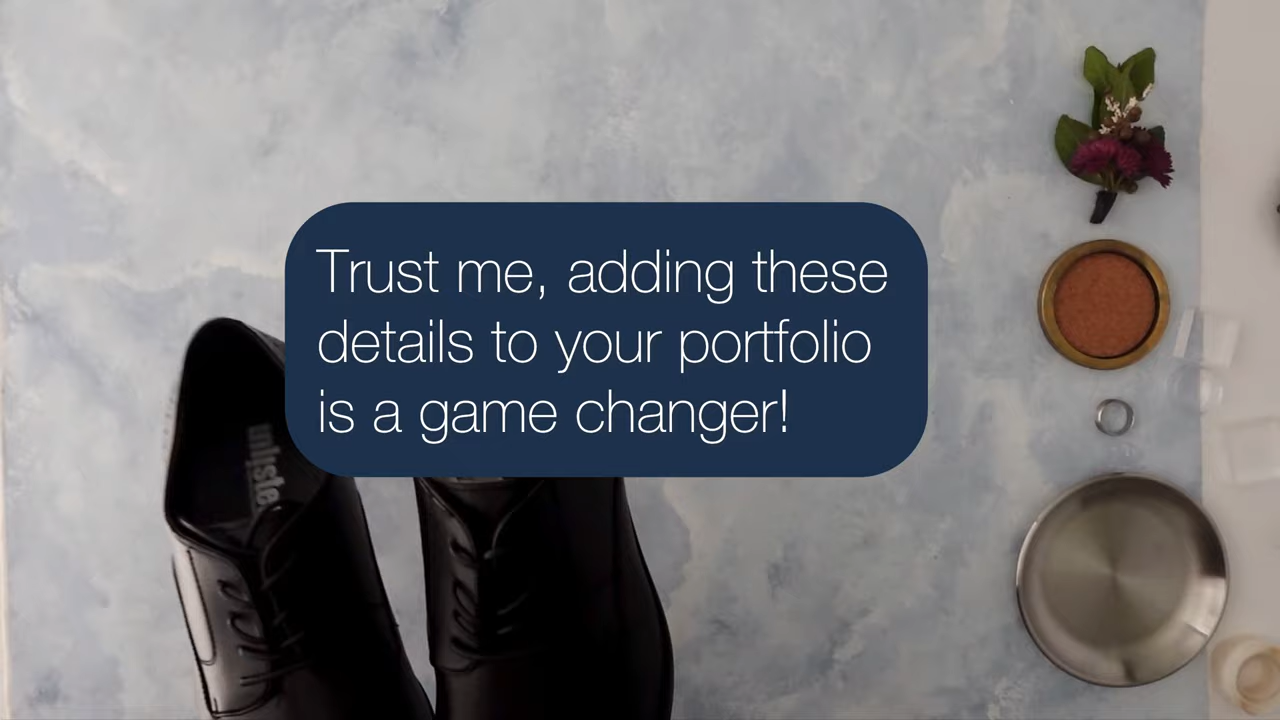 Trust me, adding these
details to your portfolio
is a game changer!